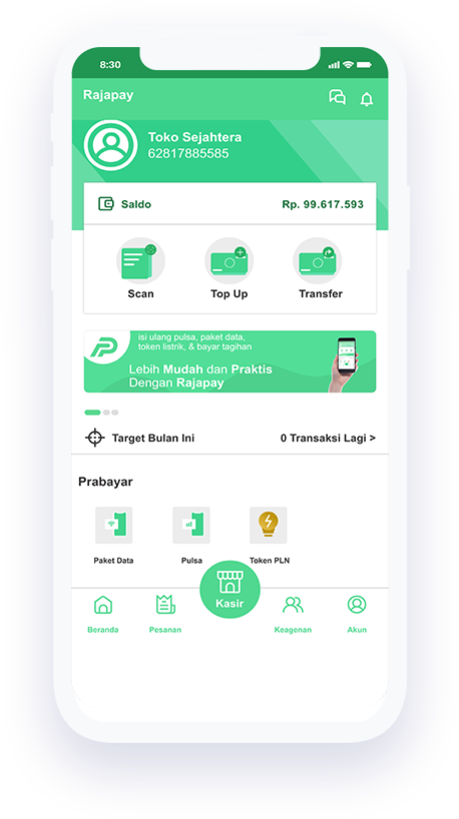 8:30
Rajapay
Toko Sejahtera
62817885585
Saldo
Rp. 99.617.593
Scan
Top Up
Transfer
isi ulang pulsa, paket data,
token listrik, & bayar tagihan
Lebih Mudah dan Praktis
Dengan Rajapay
Target Bulan Ini
0 Transaksi Lagi >
Prabayar
Paket Data
Pulsa
Token PLN
Kasir
Beranda
Pesanan
Keagenan
Akun